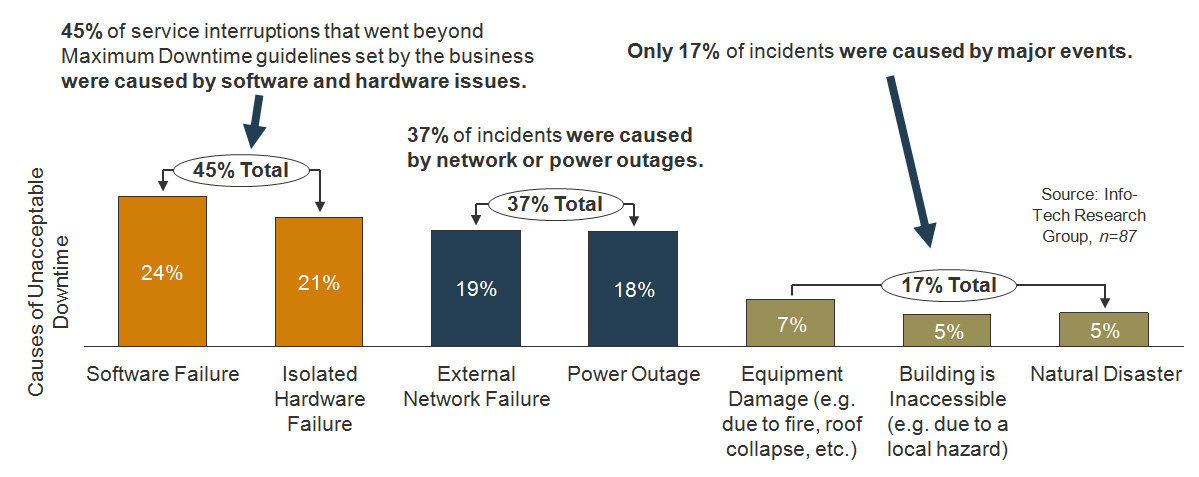 45% of service interruptions that went beyond
Maximum Downtime guidelines set by the business
were caused by software and hardware issues.
Only 17% of incidents were caused by major events.
37% of incidents were caused
by network or power outages.
45% Total
37% Total
17% Total
Source: Info-
Tech Research
Group, n=87
Causes of Unacceptable
Downtime
24%
21%
19%
18%
7%
5%
5%
Software Failure
Isolated
Hardware
Failure
External
Network Failure
Power Outage
Equipment
Damage (e.g.
due to fire, roof
collapse, etc.)
Building is
Inaccessible
(e.g. due to a
local hazard)
Natural Disaster